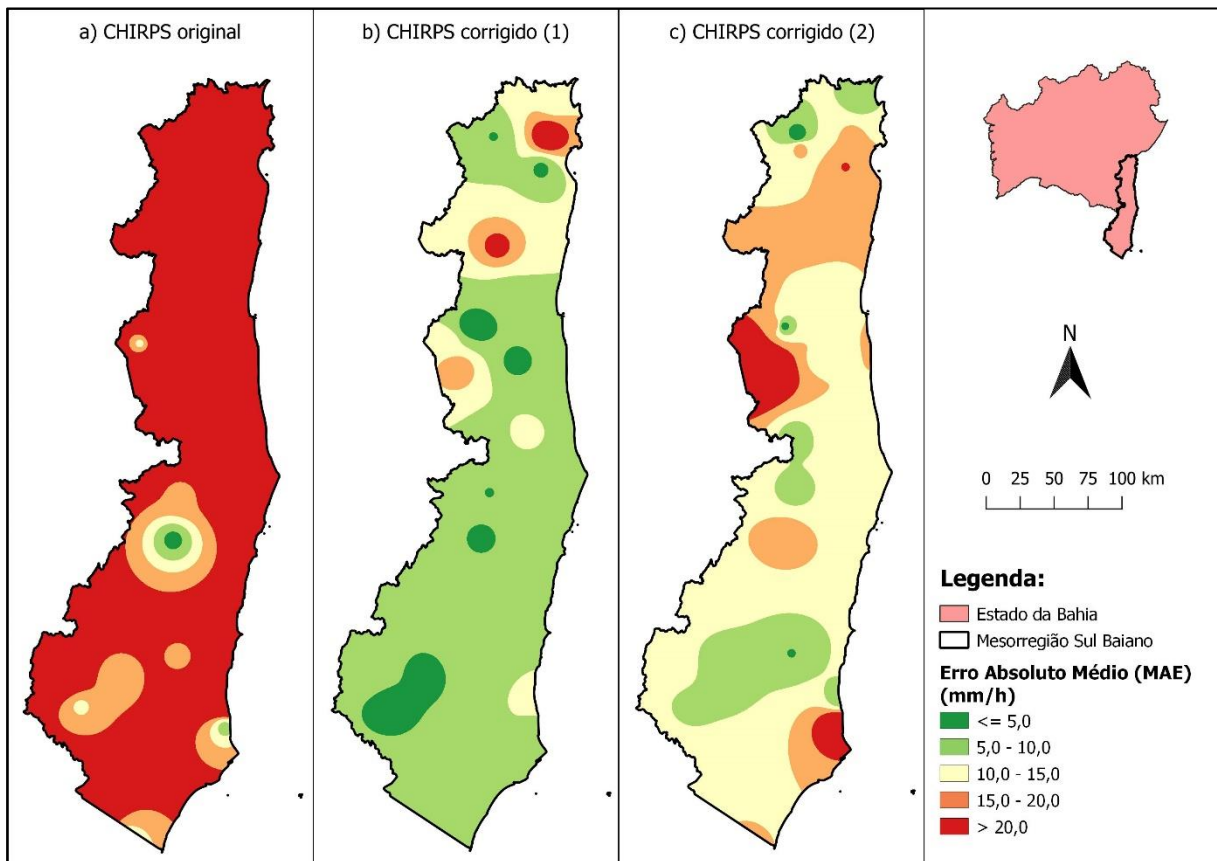 a) CHIRPS original
b) CHIRPS corrigido (1)
c) CHIRPS corrigido (2)
N
0 25 50 75 100 km
Legenda:
Estado da Bahia
Mesorregião Sul Baiano
Erro Absoluto Médio (MAE)
(mm/h)
<= 5,0
5,0 - 10,0
10,0 - 15,0
15,0 - 20,0
> 20,0